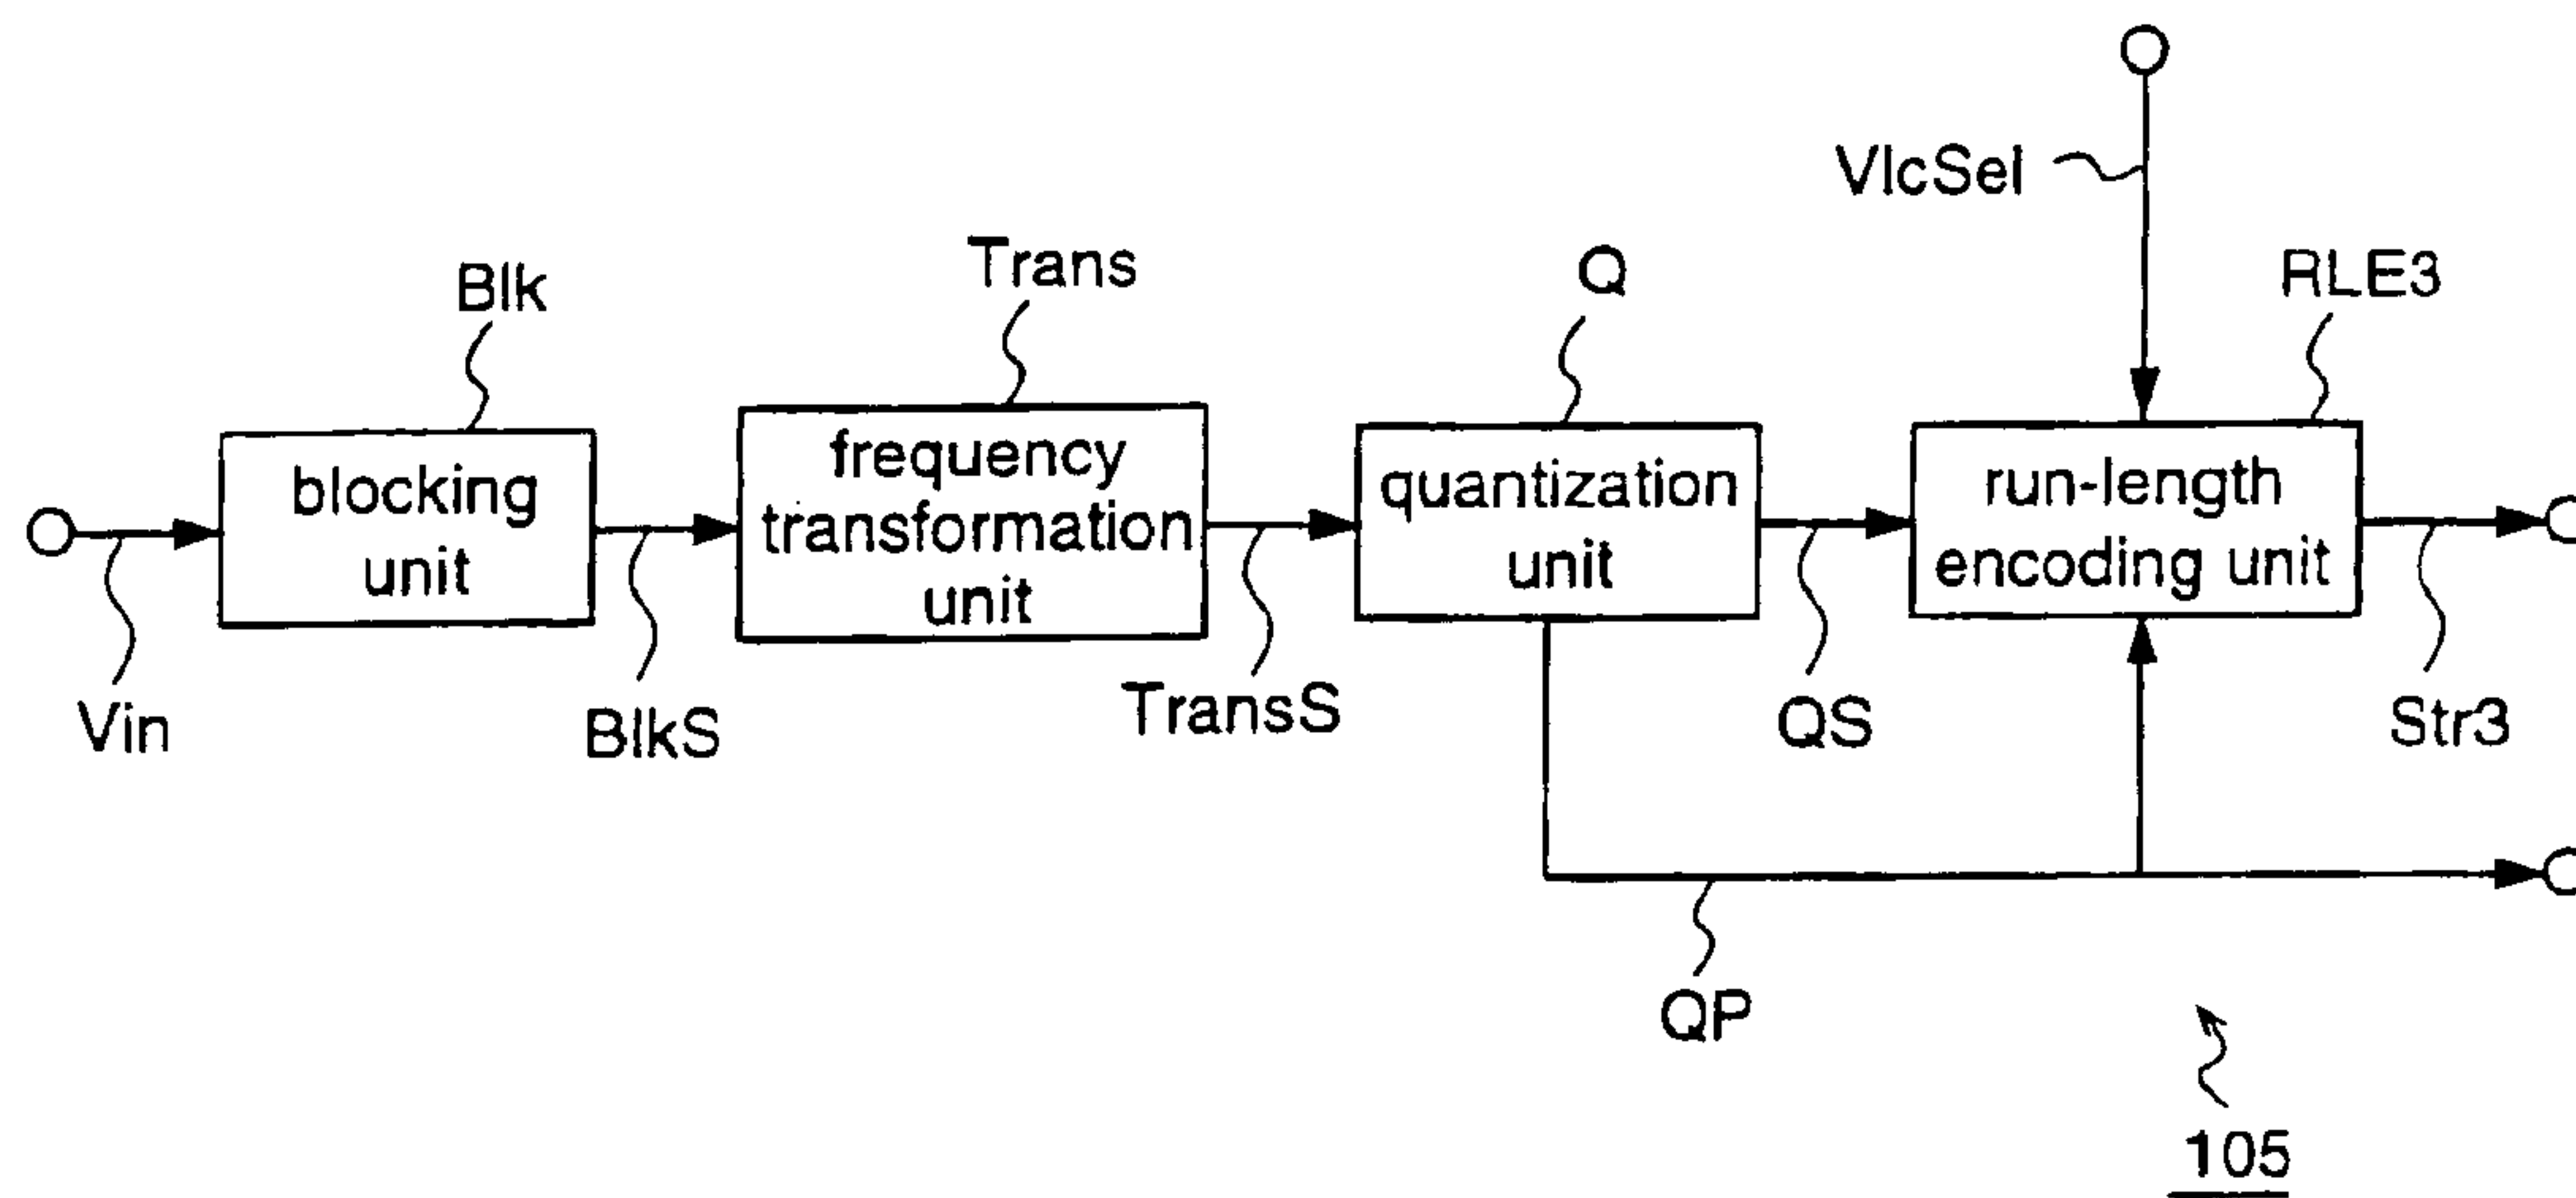 VlcSel
Blk
Trans
Q
RLE3
blocking
unit
frequency
transformation
unit
quantization
unit
run-length
encoding unit
Vin
BlkS
TransS
QS
Str3
QP
105